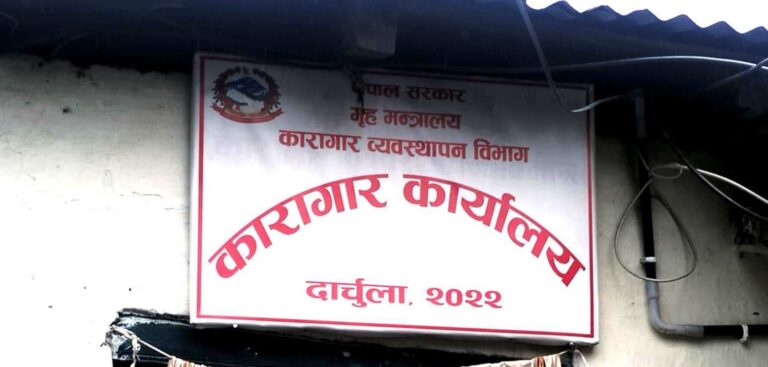 नेपाल सरकार
गृह मन्त्रालय
कारागार व्यवस्थापन विभाग
कारागार कार्यालय
दार्चुला, २०२२